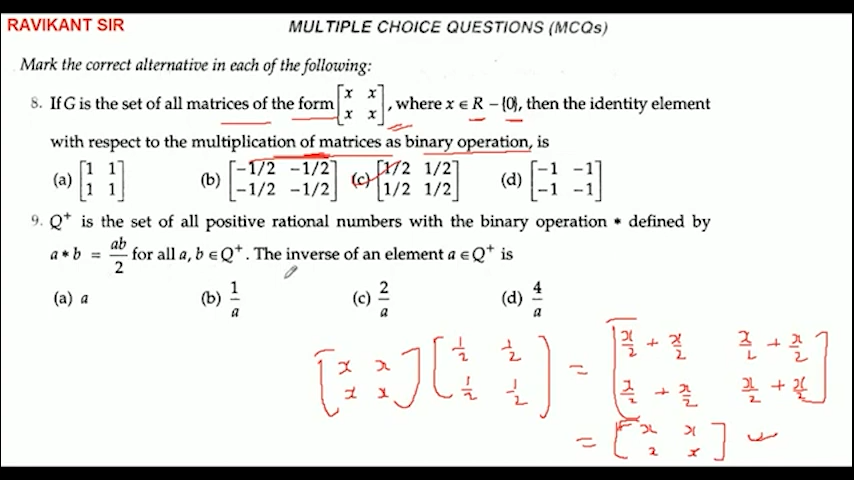 RAVIKANT SIR
MULTIPLE CHOICE QUESTIONS (MCQs)
Mark the correct alternative in each of the following:
8. If G is the set of all matrices of the form [x x; x x], where x ∈ R – {0}, then the identity element
with respect to the multiplication of matrices as binary operation, is
(a) [1 1; 1 1] (b) [–1/2 –1/2; –1/2 –1/2] (c) [1/2 1/2; 1/2 1/2] (d) [–1 –1; –1 –1]
9. Q⁺ is the set of all positive rational numbers with the binary operation * defined by
a * b = ab/2 for all a, b ∈ Q⁺. The inverse of an element a ∈ Q⁺ is
(a) a (b) 1/a (c) 2/a (d) 4/a
[x x; x x] [1/2 1/2; 1/2 1/2] = [x/2 + x/2 x/2 + x/2; x/2 + x/2 x/2 + x/2]
= [x x; x x]